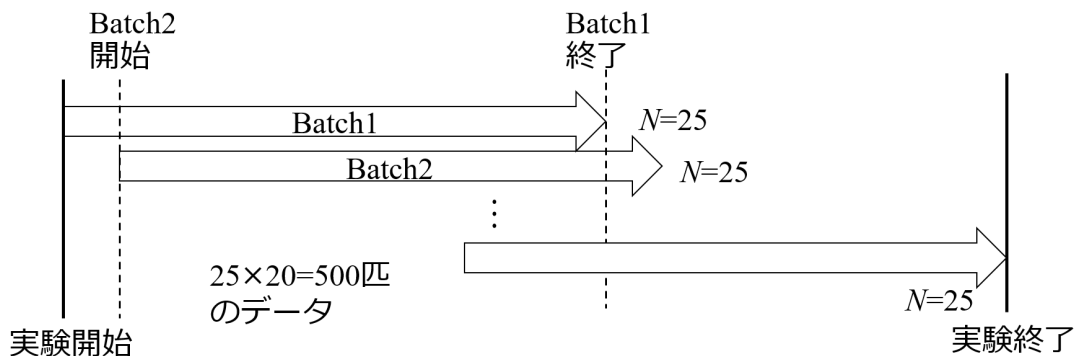 Batch2
開始
Batch1
終了
Batch1
N=25
Batch2
N=25
⋮
25×20=500匹
のデータ
N=25
実験開始
実験終了